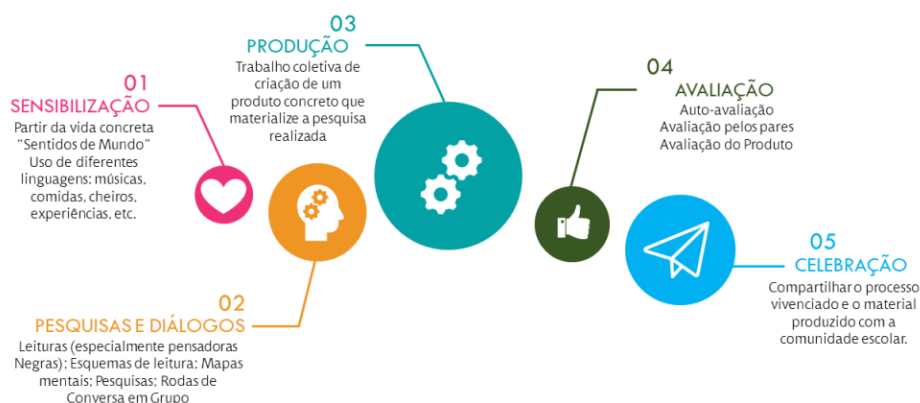 01
SENSIBILIZAÇÃO
Partir da vida concreta
“Sentidos de Mundo”
Uso de diferentes
linguagens: músicas,
comidas, cheiros,
experiências, etc.
02
PESQUISAS E DIÁLOGOS
Leituras (especialmente pensadoras
Negras); Esquemas de leitura; Mapas
mentais; Pesquisas; Rodas de
Conversa em Grupo
03
PRODUÇÃO
Trabalho coletiva de
criação de um
produto concreto que
materialize a pesquisa
realizada
04
AVALIAÇÃO
Auto-avaliação
Avaliação pelos pares
Avaliação do Produto
05
CELEBRAÇÃO
Compartilhar o processo
vivenciado e o material
produzido com a
comunidade escolar.